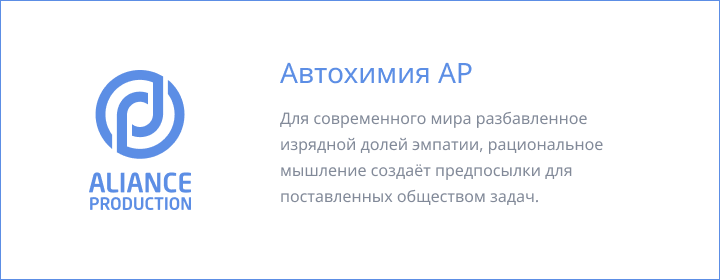 Автохимия АР
Для современного мира разбавленное
изрядной долей эмпатии, рациональное
мышление создаёт предпосылки для
поставленных обществом задач.
ALIANCE
PRODUCTION